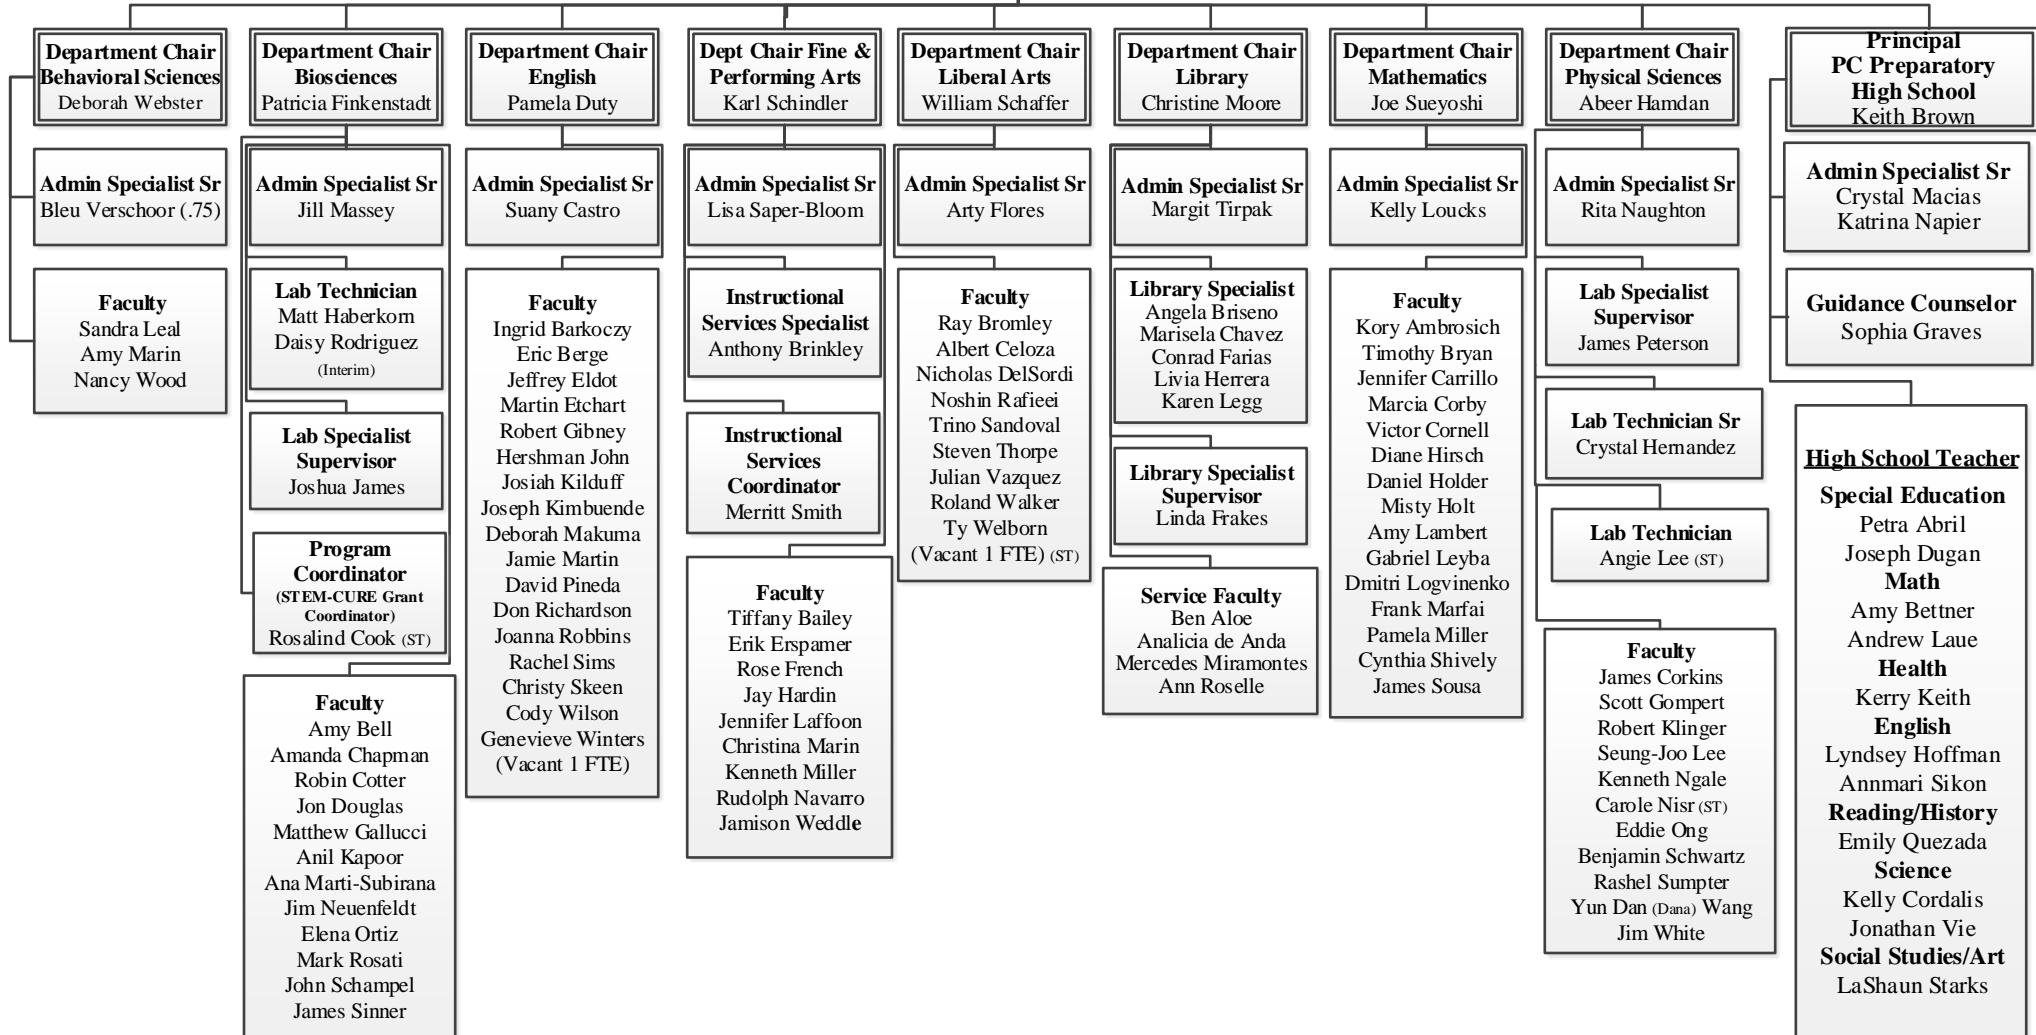 Department Chair
Behavioral Sciences
Deborah Webster
Admin Specialist Sr
Bleu Verschoor (.75)
Faculty
Sandra Leal
Amy Marin
Nancy Wood
Department Chair
Biosciences
Patricia Finkenstadt
Admin Specialist Sr
Jill Massey
Lab Technician
Matt Haberkorn
Daisy Rodriguez
(Interim)
Lab Specialist
Supervisor
Joshua James
Program
Coordinator
(STEM-CURE Grant
Coordinator)
Rosalind Cook (ST)
Faculty
Amy Bell
Amanda Chapman
Robin Cotter
Jon Douglas
Matthew Gallucci
Anil Kapoor
Ana Marti-Subirana
Jim Neuenfeldt
Elena Ortiz
Mark Rosati
John Schampel
James Sinner
Department Chair
English
Pamela Duty
Admin Specialist Sr
Suany Castro
Faculty
Ingrid Barkoczy
Eric Berge
Jeffrey Eldot
Martin Etchart
Robert Gibney
Hershman John
Josiah Kilduff
Joseph Kimbuende
Deborah Makuma
Jamie Martin
David Pineda
Don Richardson
Joanna Robbins
Rachel Sims
Christy Skeen
Cody Wilson
Genevieve Winters
(Vacant 1 FTE)
Dept Chair Fine &
Performing Arts
Karl Schindler
Admin Specialist Sr
Lisa Saper-Bloom
Instructional
Services Specialist
Anthony Brinkley
Instructional
Services
Coordinator
Merritt Smith
Faculty
Tiffany Bailey
Erik Erspamer
Rose French
Jay Hardin
Jennifer Laffoon
Christina Marin
Kenneth Miller
Rudolph Navarro
Jamison Weddle
Department Chair
Liberal Arts
William Schaffer
Admin Specialist Sr
Arty Flores
Faculty
Ray Bromley
Albert Celoza
Nicholas DelSordi
Noshin Rafieei
Trino Sandoval
Steven Thorpe
Julian Vazquez
Roland Walker
Ty Welborn
(Vacant 1 FTE) (ST)
Department Chair
Library
Christine Moore
Admin Specialist Sr
Margit Tirpak
Library Specialist
Angela Briseno
Marisela Chavez
Conrad Farias
Livia Herrera
Karen Legg
Library Specialist
Supervisor
Linda Frakes
Service Faculty
Ben Aloe
Analicia de Anda
Mercedes Miramontes
Ann Roselle
Department Chair
Mathematics
Joe Sueyoshi
Admin Specialist Sr
Kelly Loucks
Faculty
Kory Ambrosich
Timothy Bryan
Jennifer Carrillo
Marcia Corby
Victor Cornell
Diane Hirsch
Daniel Holder
Misty Holt
Amy Lambert
Gabriel Leyba
Dmitri Logvinenko
Frank Marfai
Pamela Miller
Cynthia Shively
James Sousa
Department Chair
Physical Sciences
Abeer Hamdan
Admin Specialist Sr
Rita Naughton
Lab Specialist
Supervisor
James Peterson
Lab Technician Sr
Crystal Hernandez
Lab Technician
Angie Lee (ST)
Faculty
James Corkins
Scott Gompert
Robert Klinger
Seung-Joo Lee
Kenneth Ngale
Carole Nisr (ST)
Eddie Ong
Benjamin Schwartz
Rashel Sumpter
Yun Dan (Dana) Wang
Jim White
Principal
PC Preparatory
High School
Keith Brown
Admin Specialist Sr
Crystal Macias
Katrina Napier
Guidance Counselor
Sophia Graves
High School Teacher
Special Education
Petra Abril
Joseph Dugan
Math
Amy Bettner
Andrew Laue
Health
Kerry Keith
English
Lyndsey Hoffman
Annmari Sikon
Reading/History
Emily Quezada
Science
Kelly Cordalis
Jonathan Vie
Social Studies/Art
LaShaun Starks